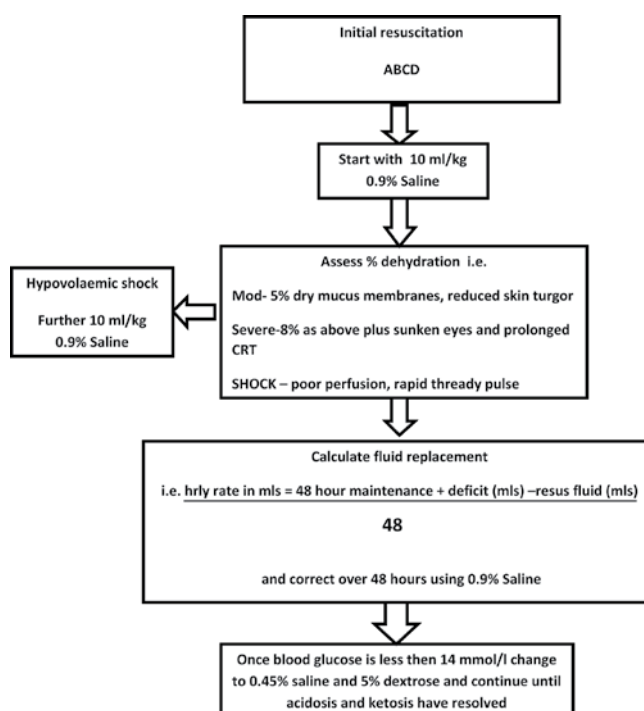 Initial resuscitation
ABCD
Start with 10 ml/kg
0.9% Saline
Assess % dehydration i.e.
Mod- 5% dry mucus membranes, reduced skin turgor
Severe-8% as above plus sunken eyes and prolonged
CRT
SHOCK – poor perfusion, rapid thready pulse
Hypovolaemic shock
Further 10 ml/kg
0.9% Saline
Calculate fluid replacement
i.e. hrly rate in mls = 48 hour maintenance + deficit (mls) –resus fluid (mls)
48
and correct over 48 hours using 0.9% Saline
Once blood glucose is less then 14 mmol/l change
to 0.45% saline and 5% dextrose and continue until
acidosis and ketosis have resolved